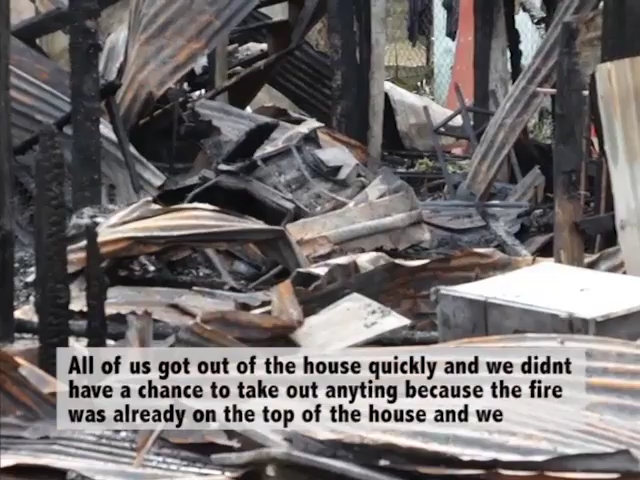 All of us got out of the house quickly and we didnt
have a chance to take out anyting because the fire
was already on the top of the house and we